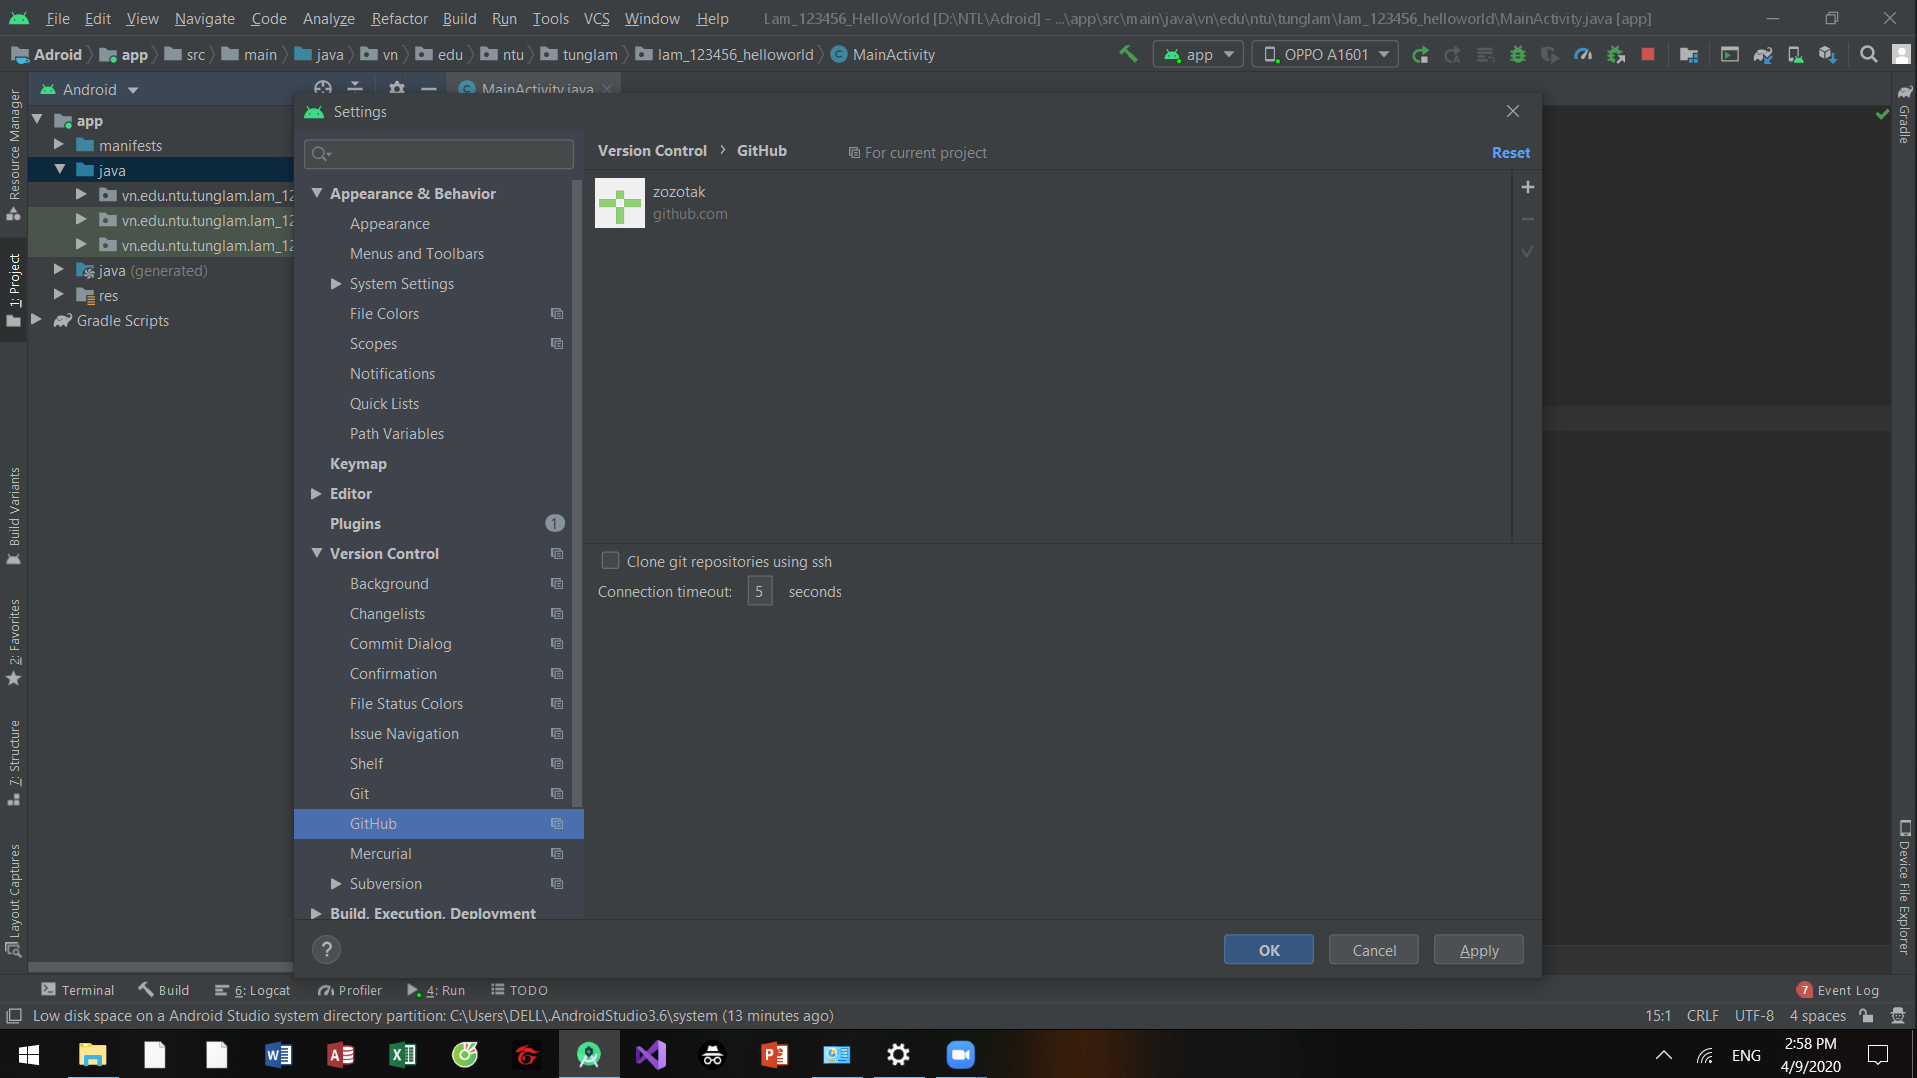 File Edit View Navigate Code Analyze Refactor Build Run Tools VCS Window Help Lam_123456_HelloWorld [D:\NTL\Adroid] - ...\app\src\main\java\vn\edu\ntu\tunglam\lam_123456_helloworld\MainActivity.java [app]
Adroid app src main java vn edu ntu tunglam lam_123456_helloworld MainActivity app OPPO A1601
Android MainActivity.java
Resource Manager
1: Project
Build Variants
2: Favorites
7: Structure
Layout Captures
app
manifests
java
vn.edu.ntu.tunglam.lam_12
vn.edu.ntu.tunglam.lam_12
vn.edu.ntu.tunglam.lam_12
java (generated)
res
Gradle Scripts
Settings
Appearance & Behavior
Appearance
Menus and Toolbars
System Settings
File Colors
Scopes
Notifications
Quick Lists
Path Variables
Keymap
Editor
Plugins 1
Version Control
Background
Changelists
Commit Dialog
Confirmation
File Status Colors
Issue Navigation
Shelf
Git
GitHub
Mercurial
Subversion
Build, Execution, Deployment
Version Control › GitHub For current project Reset
zozotak
github.com
Clone git repositories using ssh
Connection timeout: 5 seconds
? OK Cancel Apply
Gradle
Device File Explorer
Terminal Build 6: Logcat Profiler 4: Run TODO 7 Event Log
Low disk space on a Android Studio system directory partition: C:\Users\DELL\.AndroidStudio3.6\system (13 minutes ago) 15:1 CRLF UTF-8 4 spaces
ENG 2:58 PM
4/9/2020